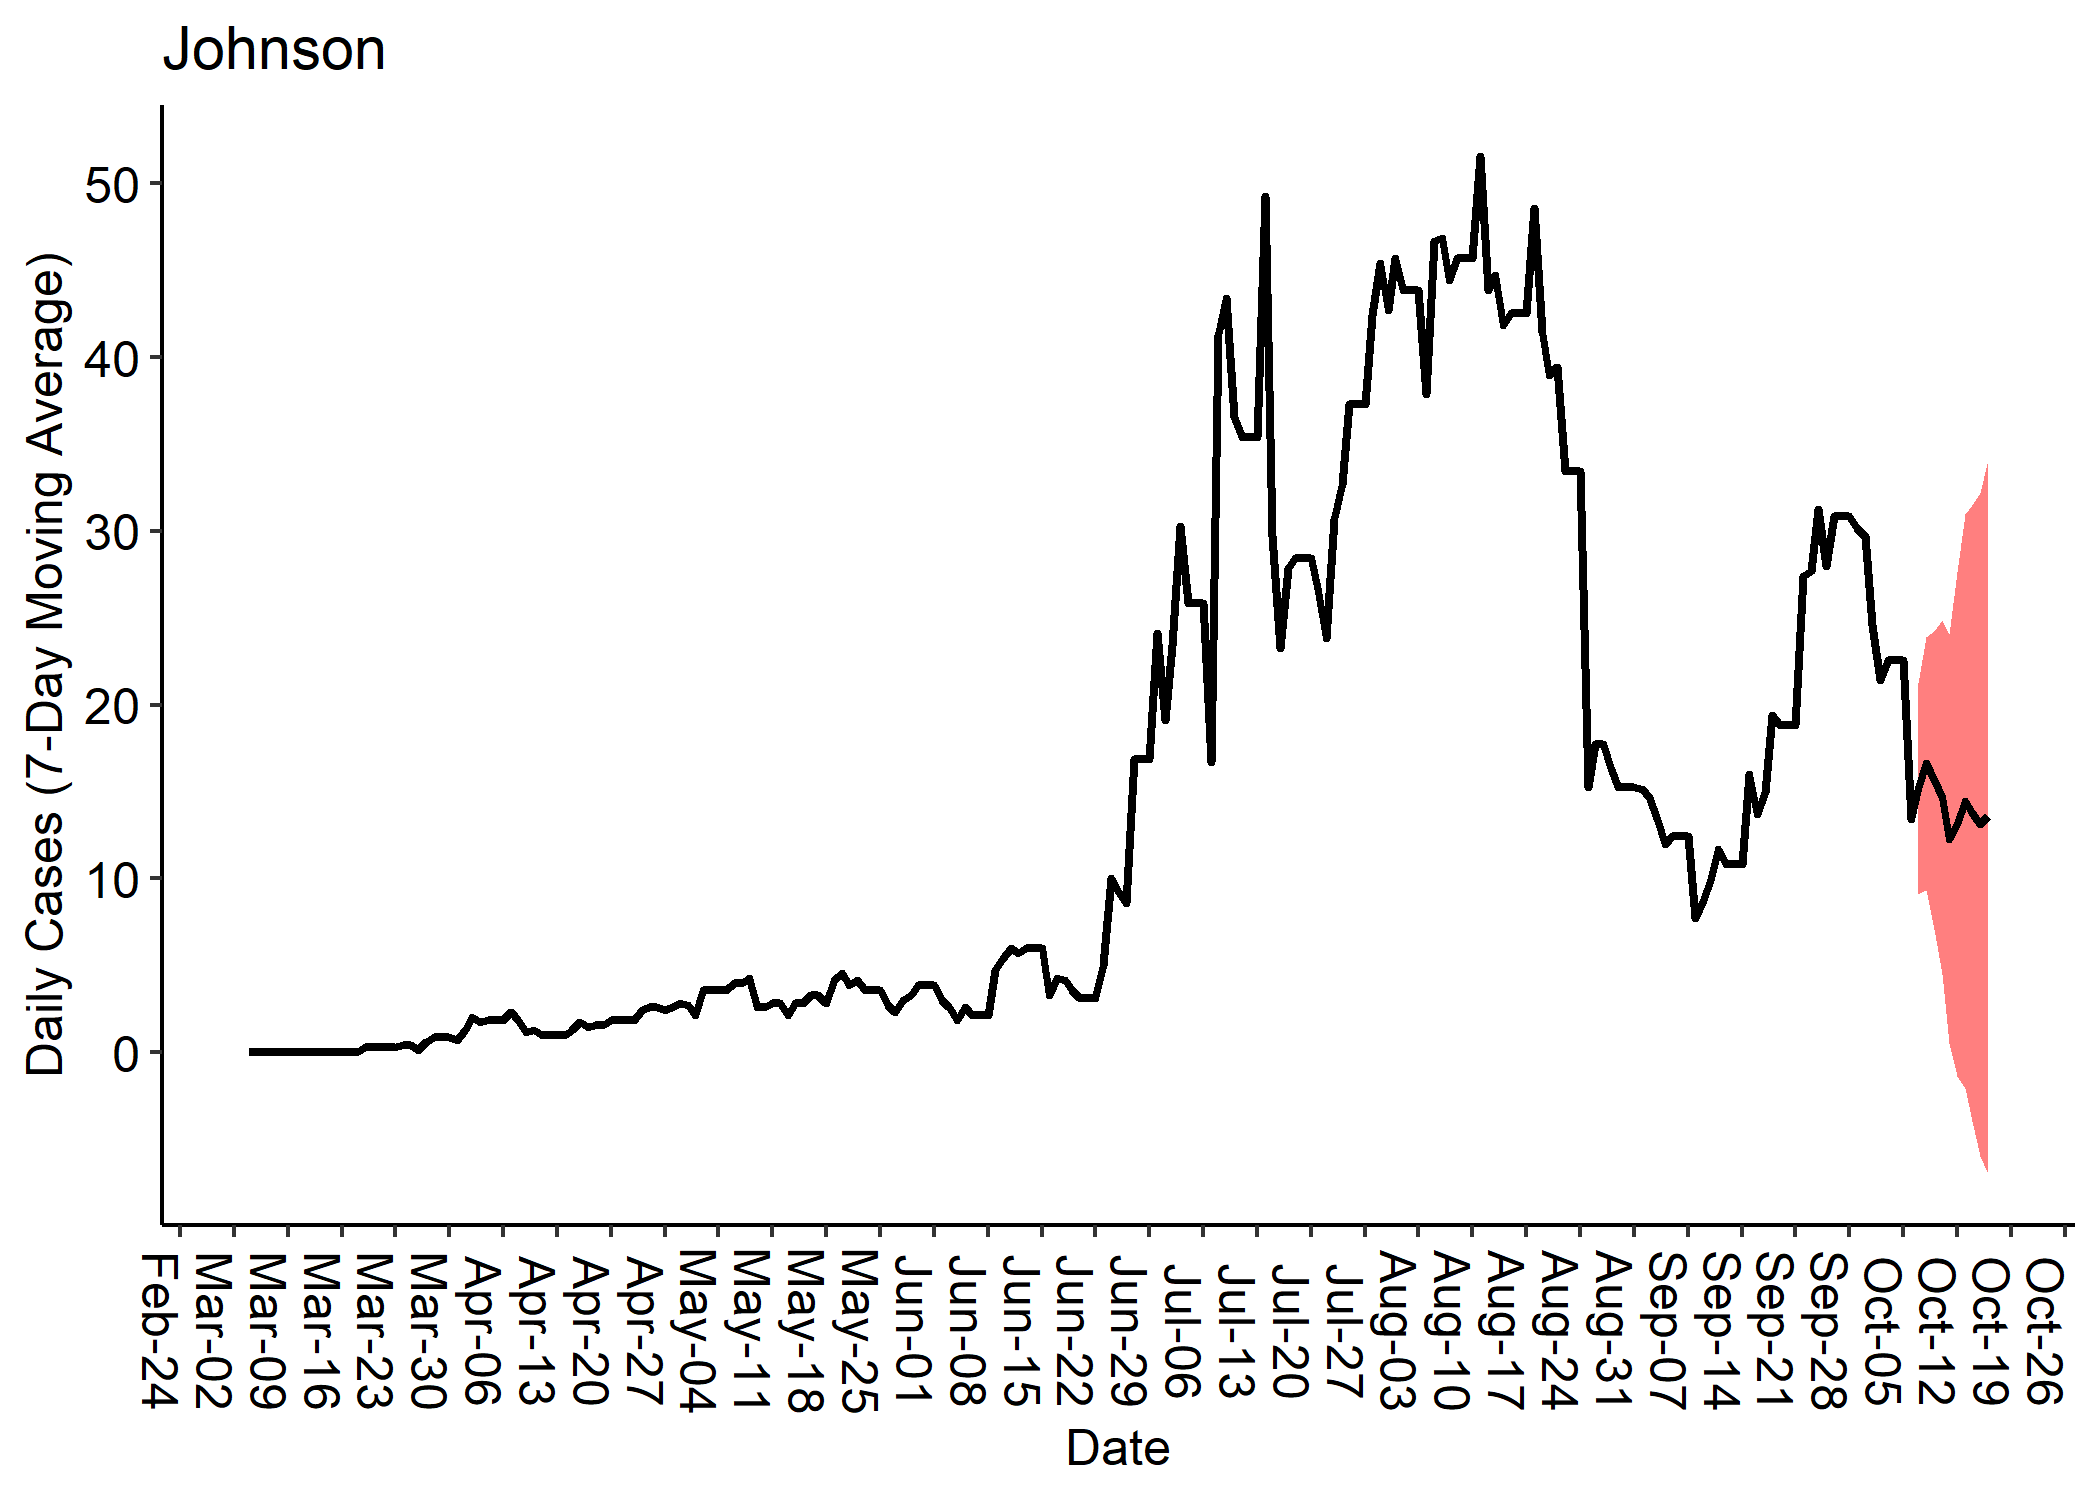 Johnson
Daily Cases (7-Day Moving Average)
50
40
30
20
10
0
Feb-24
Mar-02
Mar-09
Mar-16
Mar-23
Mar-30
Apr-06
Apr-13
Apr-20
Apr-27
May-04
May-11
May-18
May-25
Jun-01
Jun-08
Jun-15
Jun-22
Jun-29
Jul-06
Jul-13
Jul-20
Jul-27
Aug-03
Aug-10
Aug-17
Aug-24
Aug-31
Sep-07
Sep-14
Sep-21
Sep-28
Oct-05
Oct-12
Oct-19
Oct-26
Date